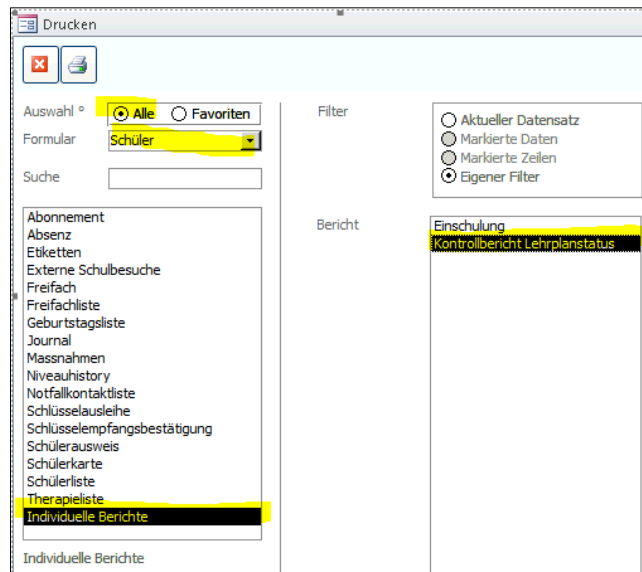 Drucken
Auswahl °
Alle
Favoriten
Formular
Schüler
Suche
Abonnement
Absenz
Etiketten
Externe Schulbesuche
Freifach
Freifachliste
Geburtstagsliste
Journal
Massnahmen
Niveauhistory
Notfallkontaktliste
Schlüsselausleihe
Schlüsselempfangsbestätigung
Schülerausweis
Schülerkarte
Schülerliste
Therapieliste
Individuelle Berichte
Individuelle Berichte
Filter
Aktueller Datensatz
Markierte Daten
Markierte Zeilen
Eigener Filter
Bericht
Einschulung
Kontrollbericht Lehrplanstatus